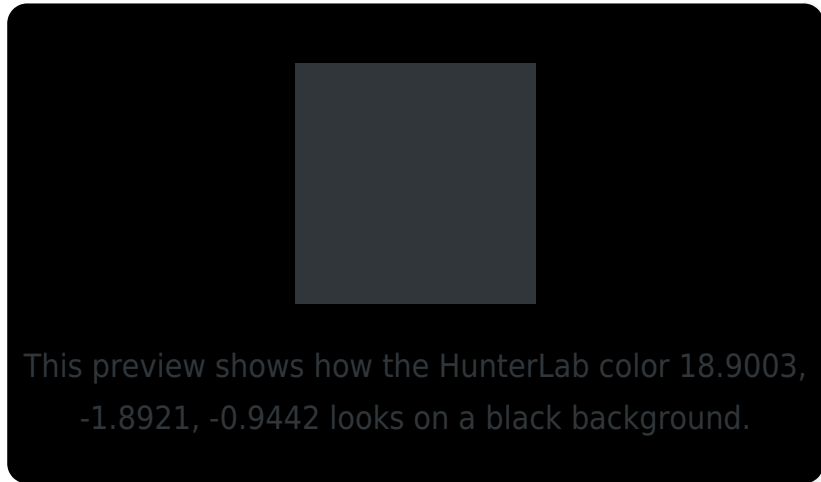 This preview shows how the HunterLab color 18.9003,
-1.8921, -0.9442 looks on a black background.